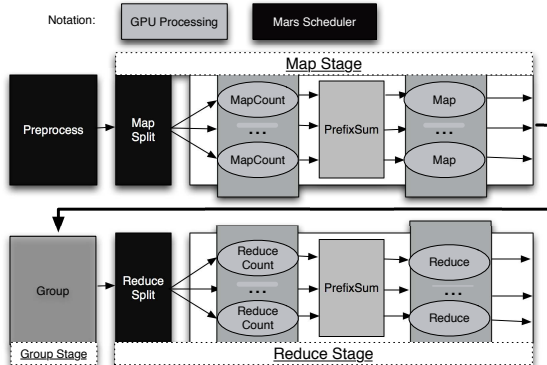 Notation:
GPU Processing
Mars Scheduler
Map Stage
Preprocess
Map
Split
MapCount
...
MapCount
PrefixSum
Map
...
Map
Group
Group Stage
Reduce
Split
Reduce
Count
...
Reduce
Count
PrefixSum
Reduce
...
Reduce
Reduce Stage